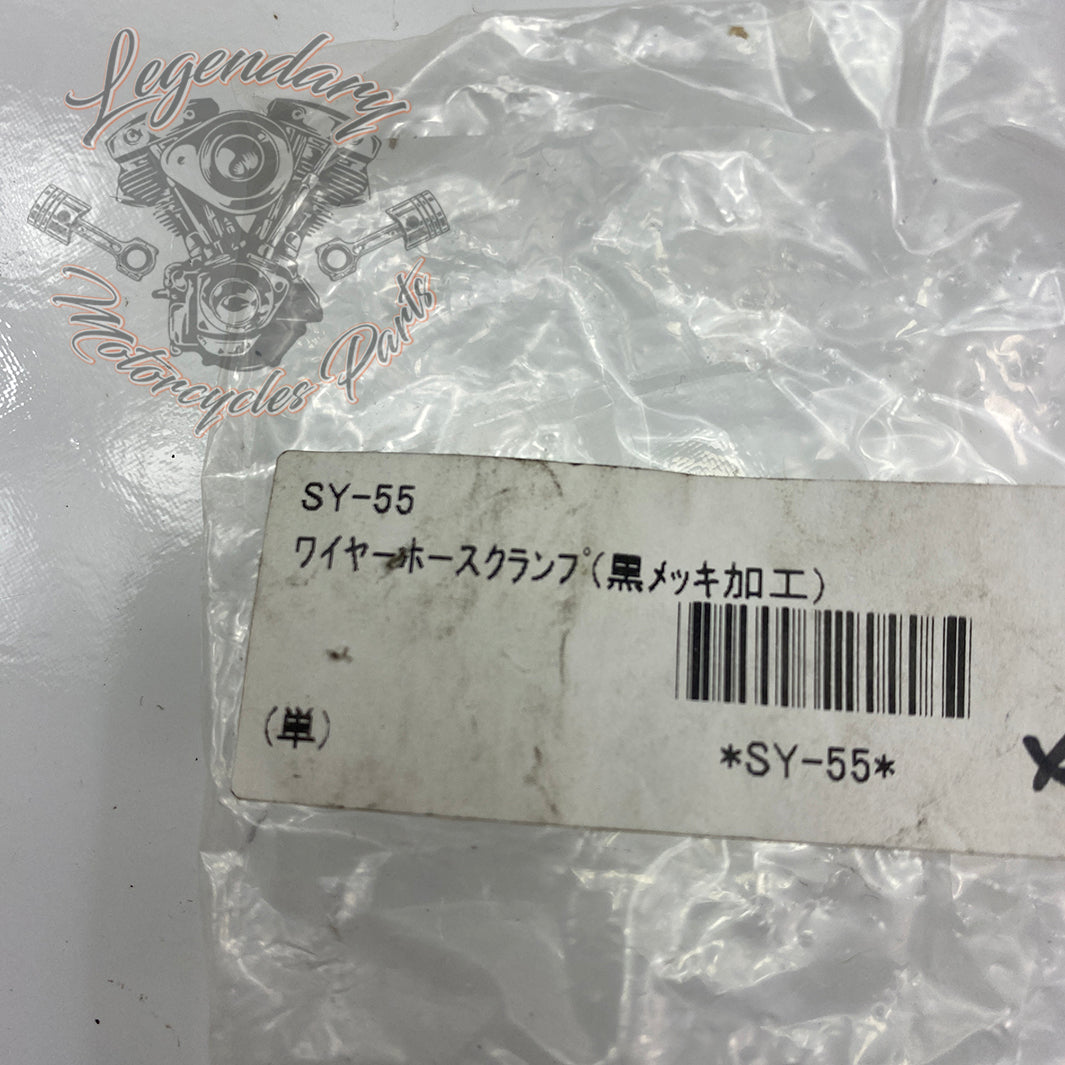 Legendary
Motorcycles Parts
SY-55
ワイヤーホースクランプ(黒メッキ加工)
(単)
*SY-55*